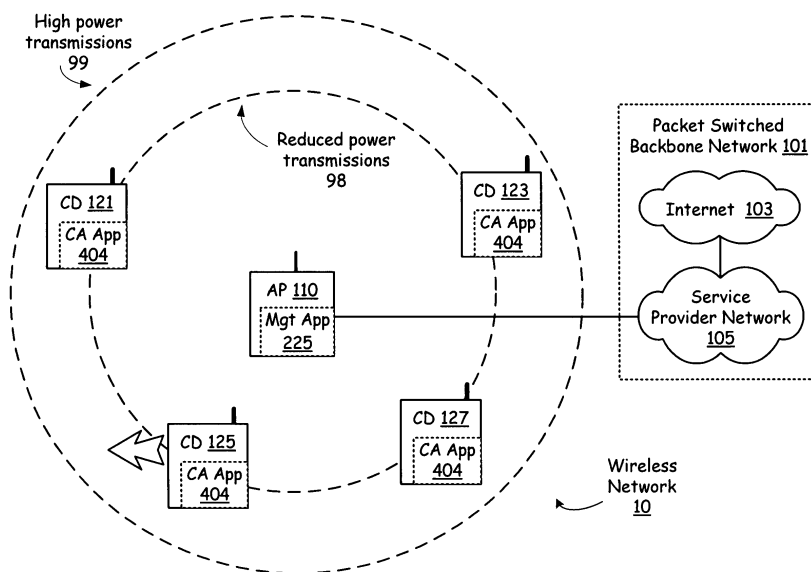 High power
transmissions
99
Reduced power
transmissions
98
Packet Switched
Backbone Network 101
Internet 103
Service
Provider Network
105
CD 121
CA App
404
CD 123
CA App
404
AP 110
Mgt App
225
CD 125
CA App
404
CD 127
CA App
404
Wireless
Network
10